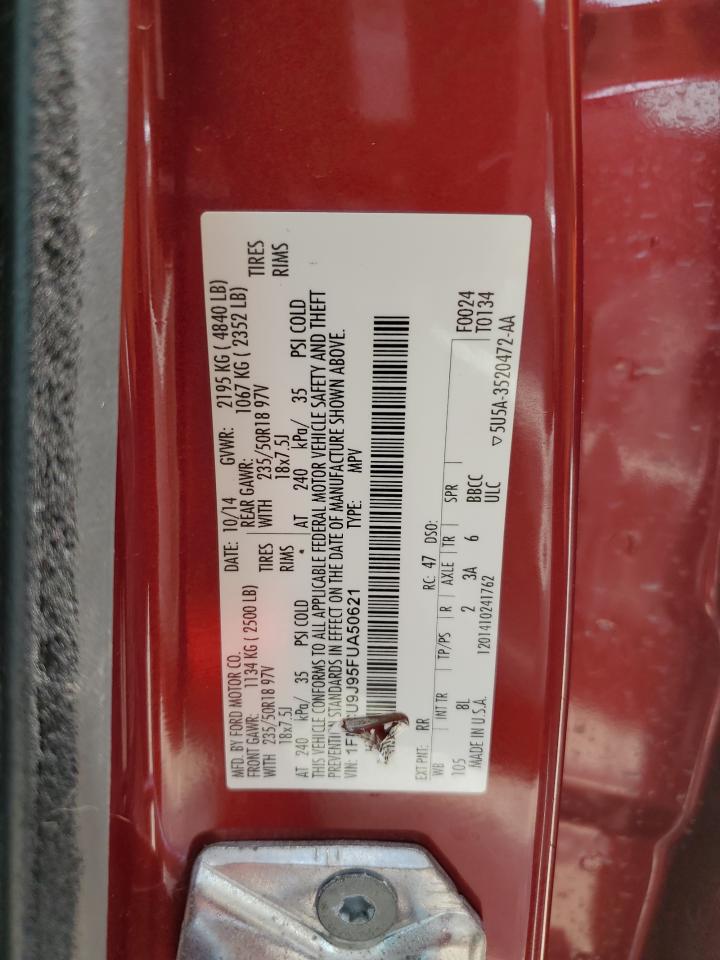 MFD. BY FORD MOTOR CO. DATE: 10/14 GVWR: 2195 KG ( 4840 LB)
FRONT GAWR: 1134 KG ( 2500 LB) REAR GAWR: 1067 KG ( 2352 LB)
WITH 235/50R18 97V TIRES WITH 235/50R18 97V TIRES
18x7.5J RIMS 18x7.5J RIMS
AT 240 kPa/ 35 PSI COLD * AT 240 kPa/ 35 PSI COLD
THIS VEHICLE CONFORMS TO ALL APPLICABLE FEDERAL MOTOR VEHICLE SAFETY AND THEFT
PREVENTION STANDARDS IN EFFECT ON THE DATE OF MANUFACTURE SHOWN ABOVE.
VIN: 1F U9J95FUA50621 TYPE: MPV
EXT PNT: RR RC: 47 DSO: F0024
WB INT TR TP/PS R AXLE TR SPR T0134
105 8L 2 3A 6 BBCC
MADE IN U.S.A. 1201410241762 ULC ▽5U5A-3520472-AA